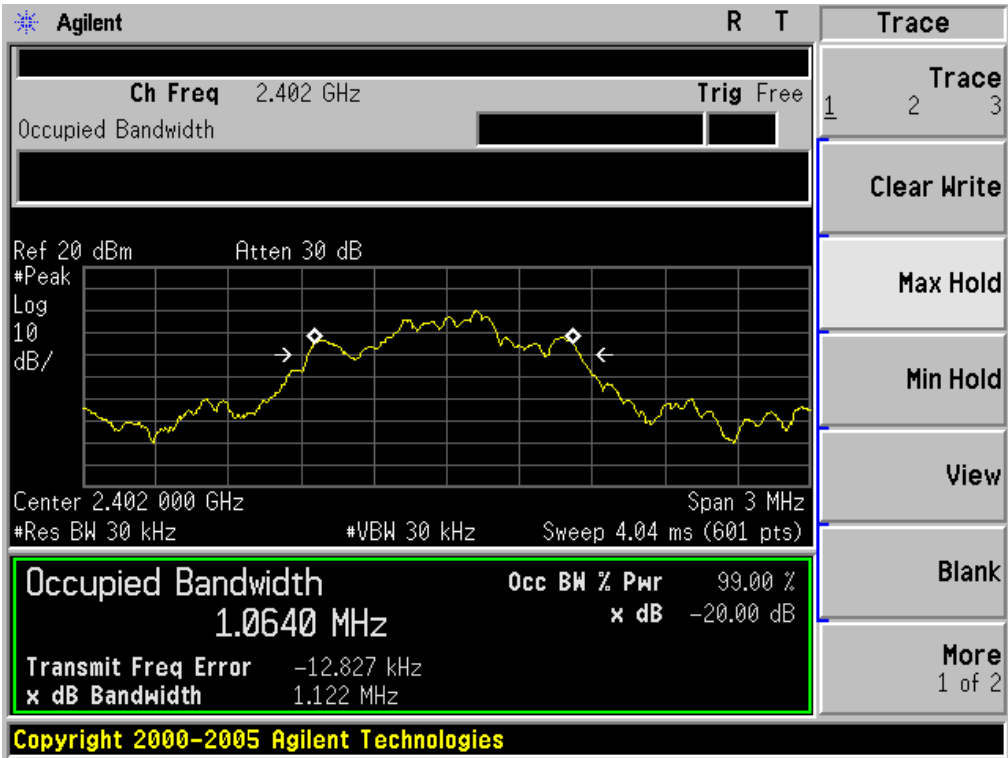 Agilent R T
Ch Freq 2.402 GHz Trig Free
Occupied Bandwidth
Ref 20 dBm Atten 30 dB
#Peak
Log
10
dB/
Center 2.402 000 GHz Span 3 MHz
#Res BW 30 kHz #VBW 30 kHz Sweep 4.04 ms (601 pts)
Occupied Bandwidth Occ BW % Pwr 99.00 %
1.0640 MHz x dB -20.00 dB
Transmit Freq Error -12.827 kHz
x dB Bandwidth 1.122 MHz
Copyright 2000-2005 Agilent Technologies
Trace
Trace
1 2 3
Clear Write
Max Hold
Min Hold
View
Blank
More
1 of 2